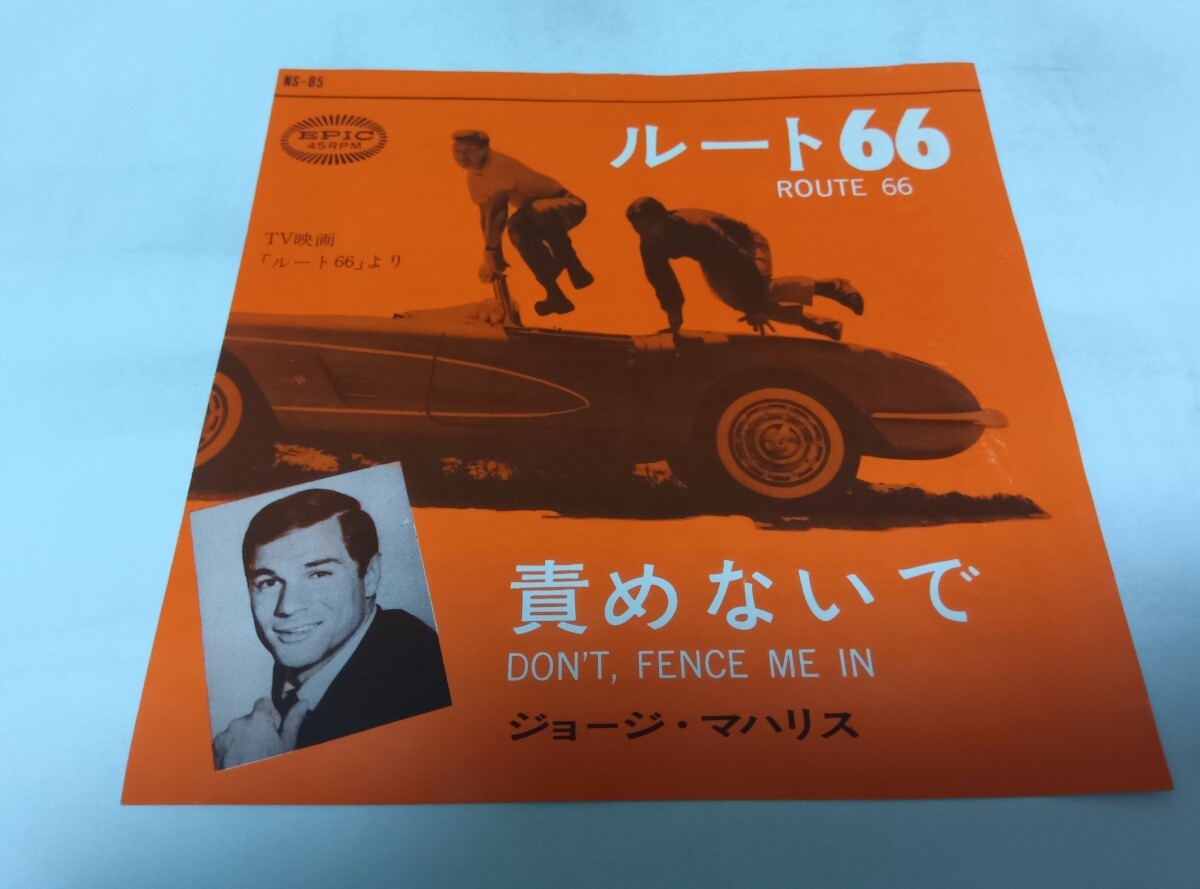 NS-85
EPIC
45RPM
ルート66
ROUTE 66
TV映画
「ルート66」より
責めないで
DON'T, FENCE ME IN
ジョージ・マハリス